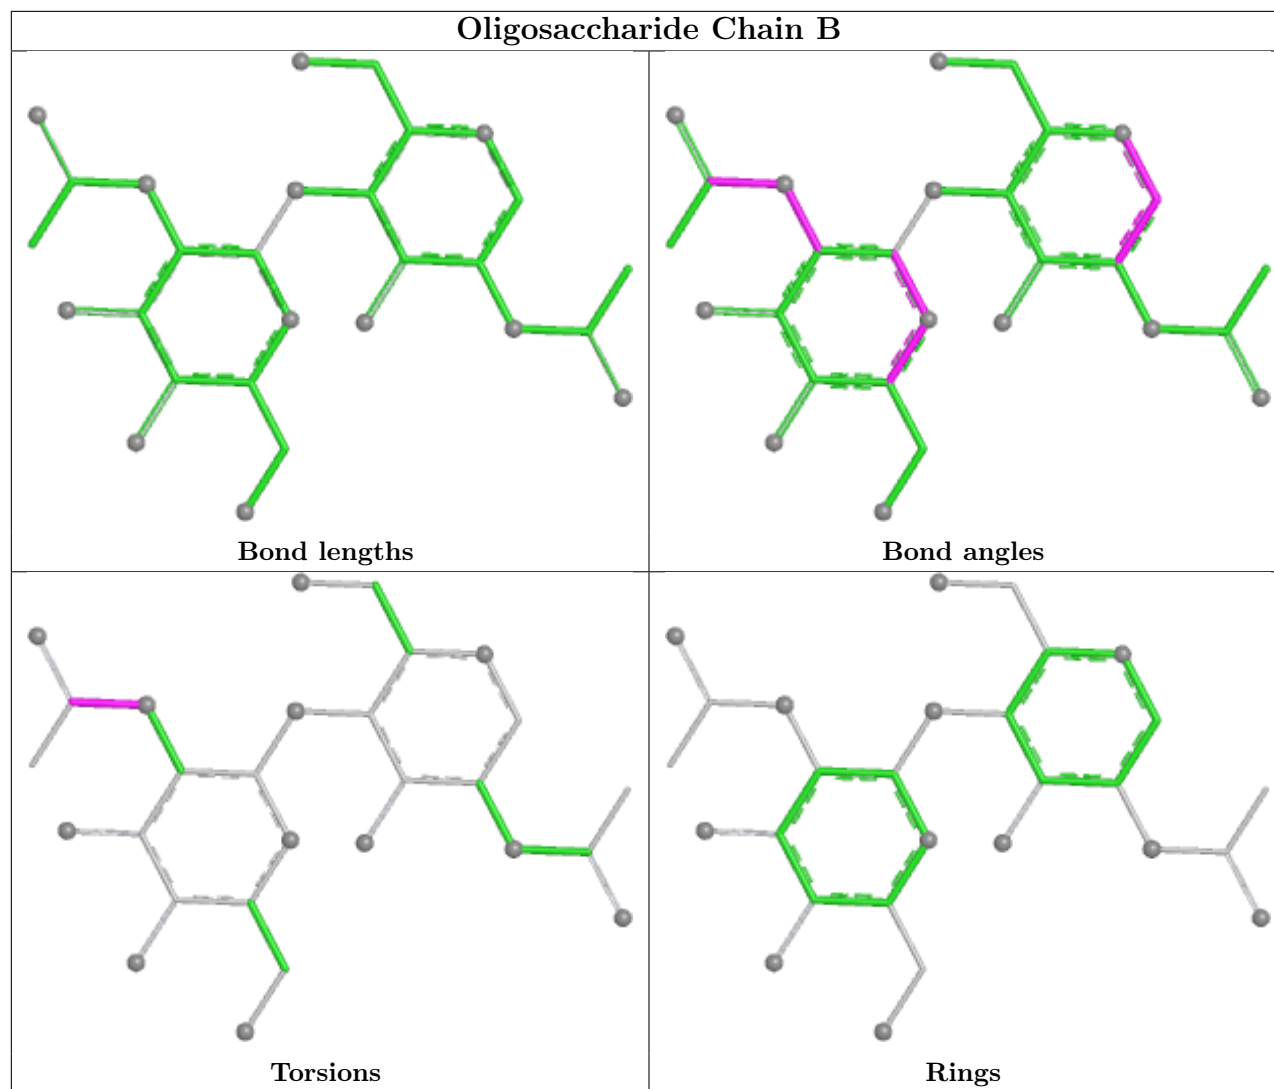 Oligosaccharide Chain B
Bond lengths
Bond angles
Torsions
Rings